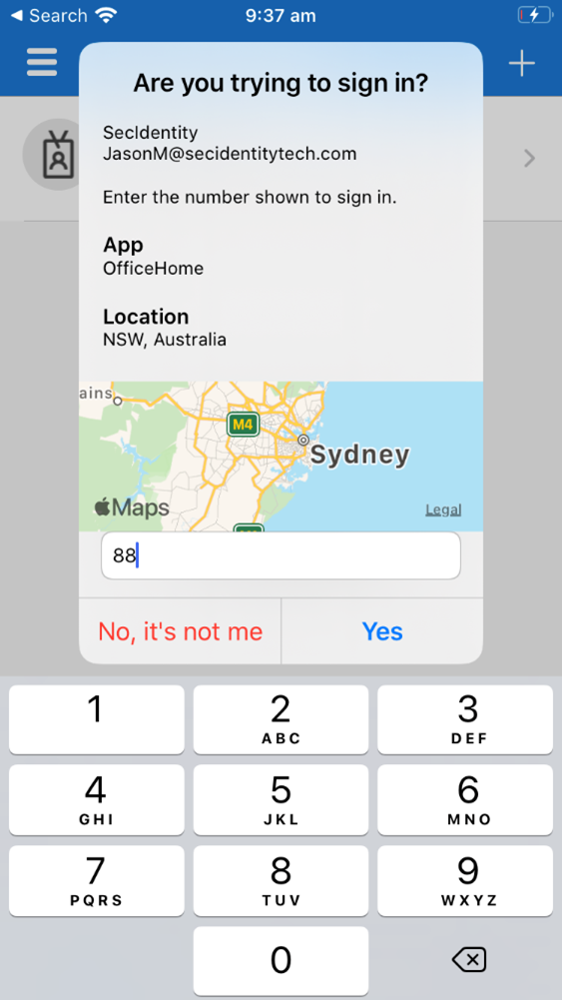 Search
9:37 am
Are you trying to sign in?
SecIdentity
JasonM@secidentitytech.com
Enter the number shown to sign in.
App
OfficeHome
Location
NSW, Australia
ains
M4
Sydney
Maps
Legal
88
No, it's not me
Yes
1
2
ABC
3
DEF
4
GHI
5
JKL
6
MNO
7
PQRS
8
TUV
9
WXYZ
0